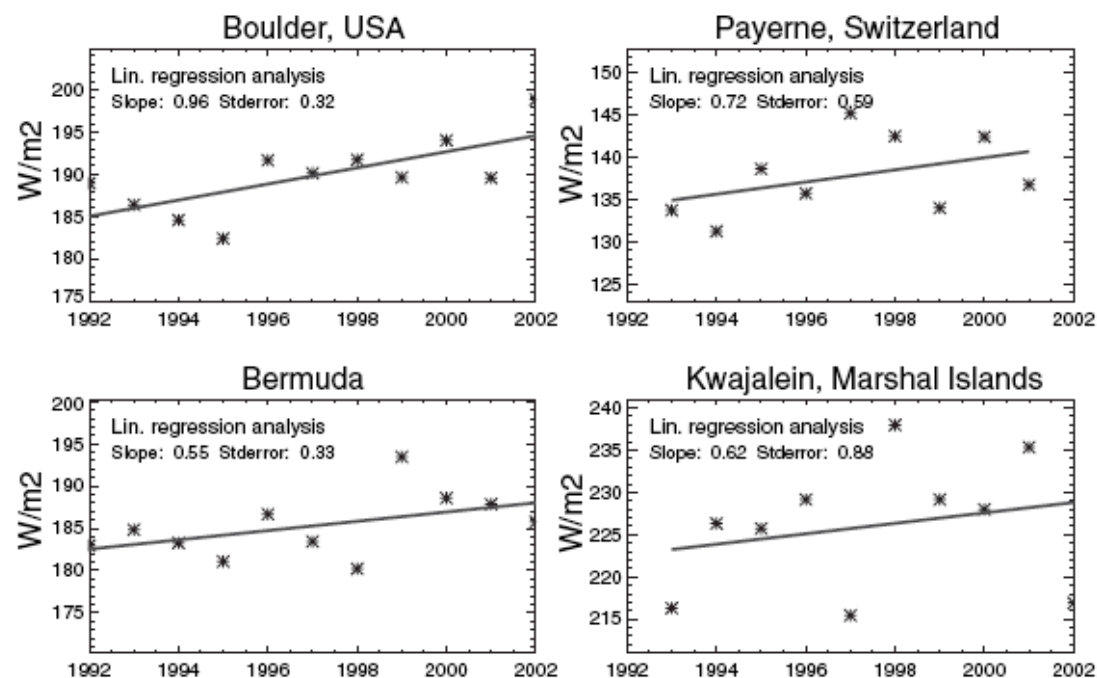 Boulder, USA
Lin. regression analysis
Slope: 0.96 Stderror: 0.32
W/m2
200
195
190
185
180
175
1992 1994 1996 1998 2000 2002
Payerne, Switzerland
Lin. regression analysis
Slope: 0.72 Stderror: 0.59
W/m2
150
145
140
135
130
125
1992 1994 1996 1998 2000 2002
Bermuda
Lin. regression analysis
Slope: 0.55 Stderror: 0.33
W/m2
200
195
190
185
180
175
1992 1994 1996 1998 2000 2002
Kwajalein, Marshal Islands
Lin. regression analysis
Slope: 0.62 Stderror: 0.88
W/m2
240
235
230
225
220
215
1992 1994 1996 1998 2000 2002